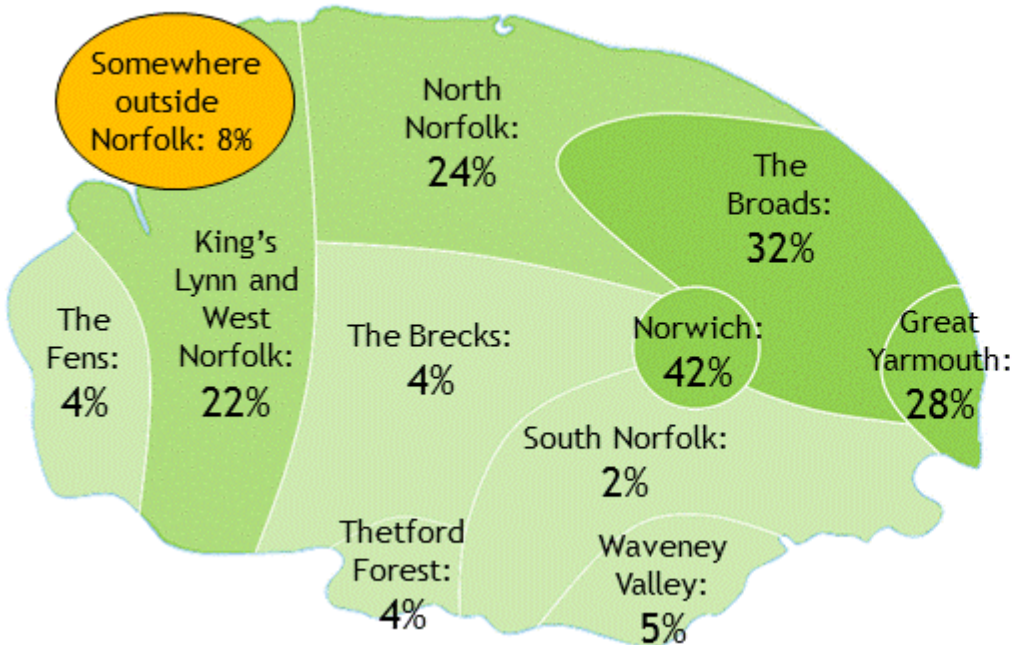 Somewhere
outside
Norfolk: 8%
North
Norfolk:
24%
The
Broads:
32%
King's
Lynn and
West
Norfolk:
22%
The
Fens:
4%
The Brecks:
4%
Norwich:
42%
Great
Yarmouth:
28%
South Norfolk:
2%
Thetford
Forest:
4%
Waveney
Valley:
5%